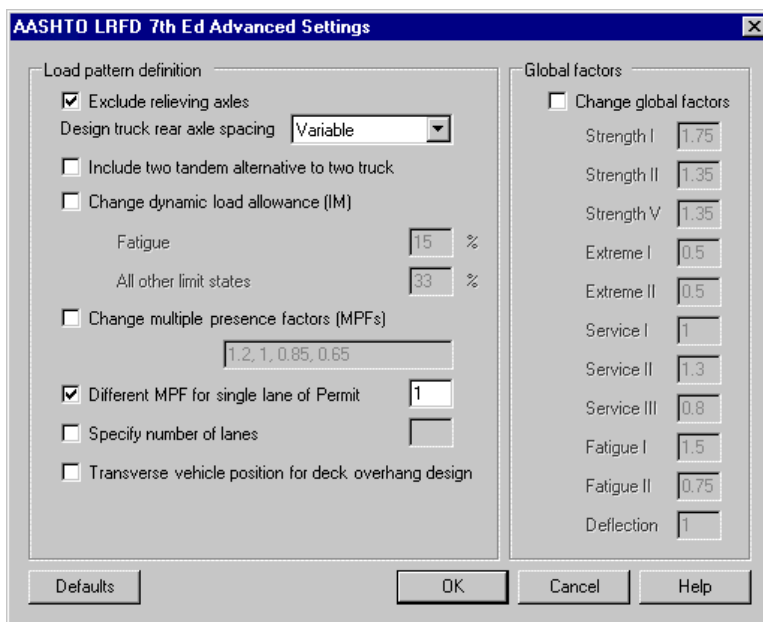 AASHTO LRFD 7th Ed Advanced Settings
Load pattern definition
Exclude relieving axles
Design truck rear axle spacing Variable
Include two tandem alternative to two truck
Change dynamic load allowance (IM)
Fatigue 15 %
All other limit states 33 %
Change multiple presence factors (MPFs)
1.2, 1, 0.85, 0.65
Different MPF for single lane of Permit 1
Specify number of lanes
Transverse vehicle position for deck overhang design
Global factors
Change global factors
Strength I 1.75
Strength II 1.35
Strength V 1.35
Extreme I 0.5
Extreme II 0.5
Service I 1
Service II 1.3
Service III 0.8
Fatigue I 1.5
Fatigue II 0.75
Deflection 1
Defaults OK Cancel Help